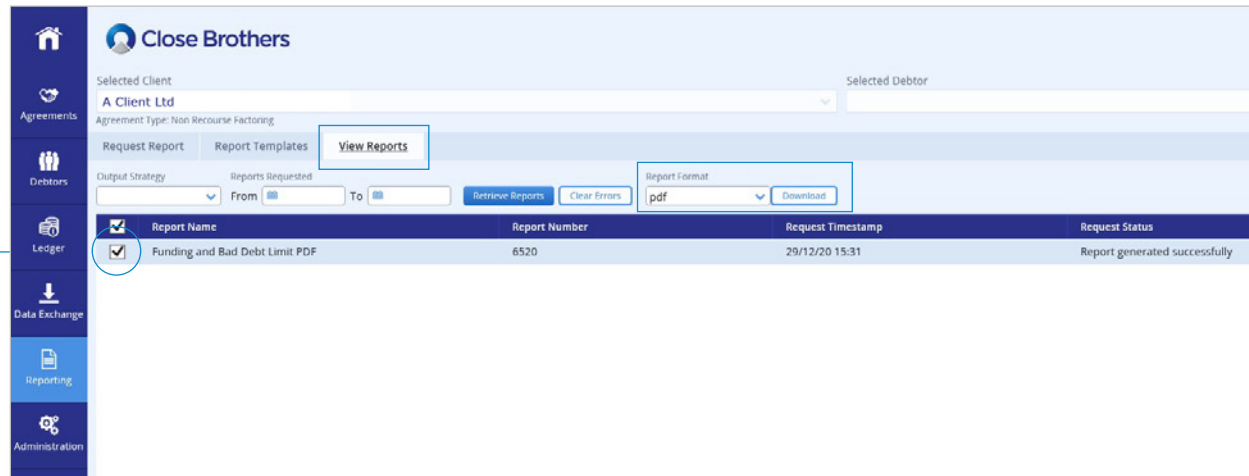 Close Brothers
Selected Client
Selected Debtor
A Client Ltd
Agreement Type: Non Recourse Factoring
Agreements
Request Report
Report Templates
View Reports
Debtors
Output Strategy
Reports Requested
Report Format
From
To
Retrieve Reports
Clear Errors
pdf
Download
Report Name
Report Number
Request Timestamp
Request Status
Ledger
Funding and Bad Debt Limit PDF
6520
29/12/20 15:31
Report generated successfully
Data Exchange
Reporting
Administration